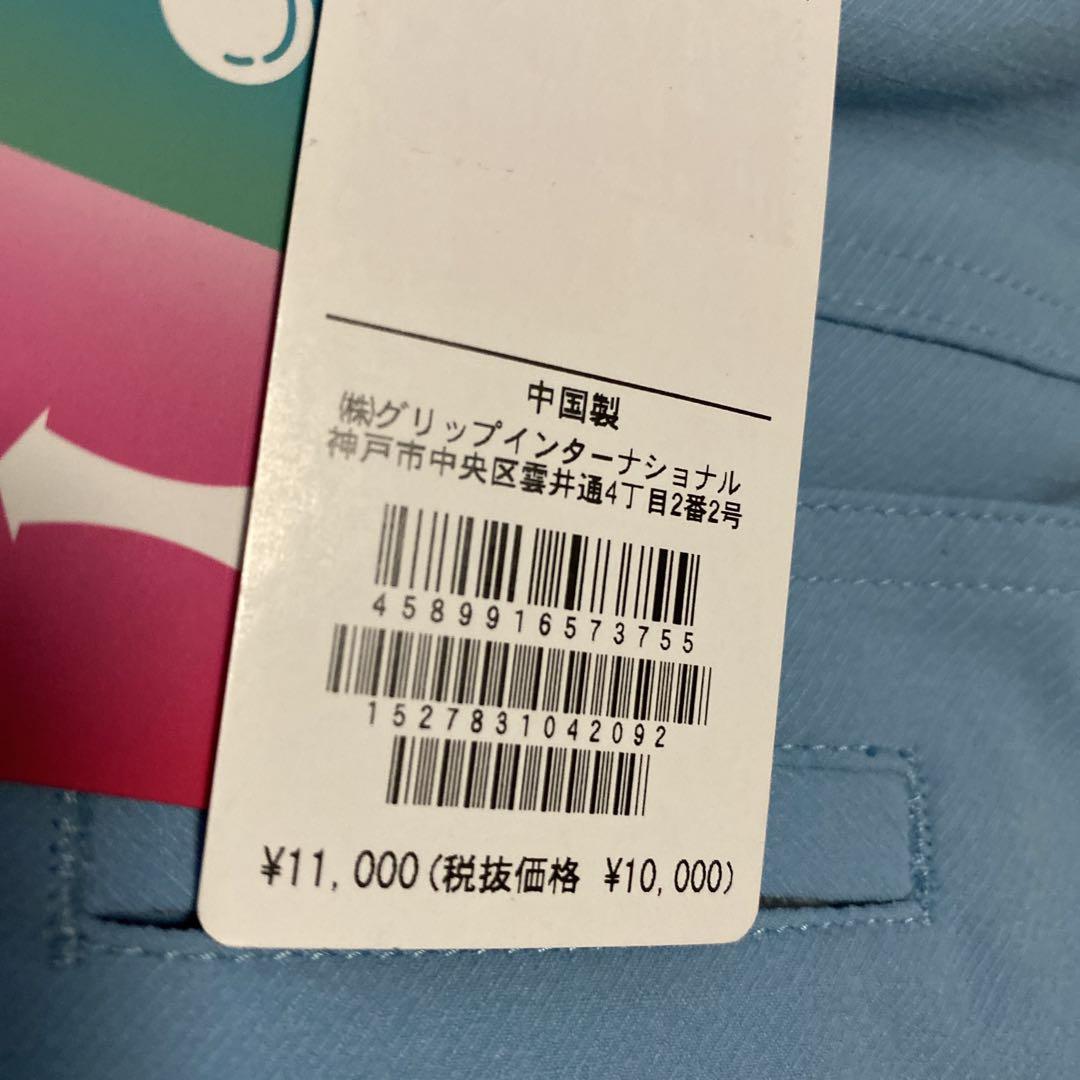 中国製
㈱グリップインターナショナル
神戸市中央区雲井通4丁目2番2号
4589916573755
1527831042092
¥11,000(税抜価格 ¥10,000)